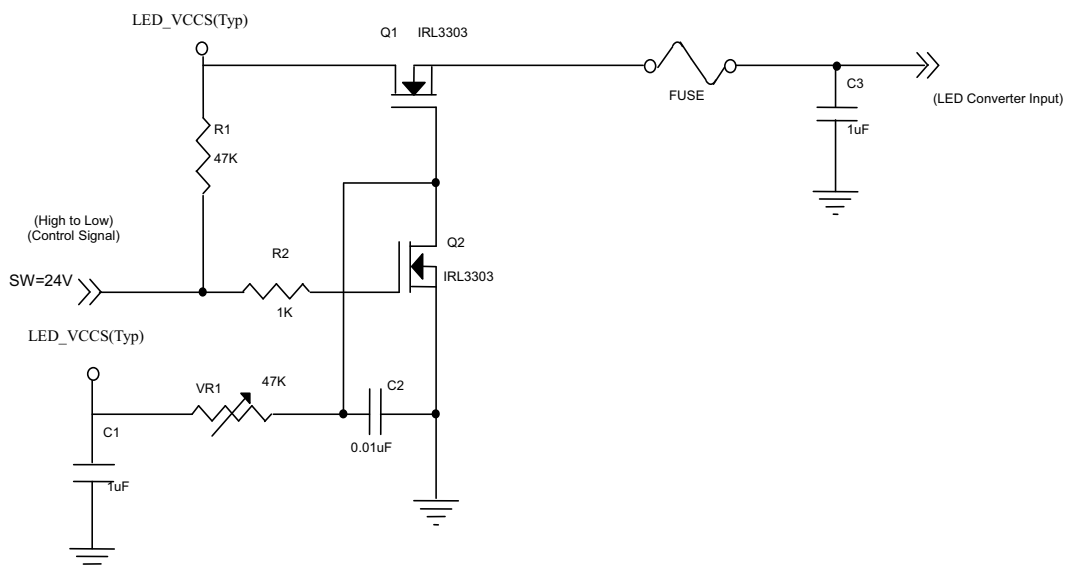 LED_VCCS(Typ)
Q1 IRL3303
FUSE
C3
1uF
(LED Converter Input)
R1
47K
(High to Low)
(Control Signal)
SW=24V
R2
1K
Q2
IRL3303
LED_VCCS(Typ)
VR1
47K
C2
0.01uF
C1
1uF